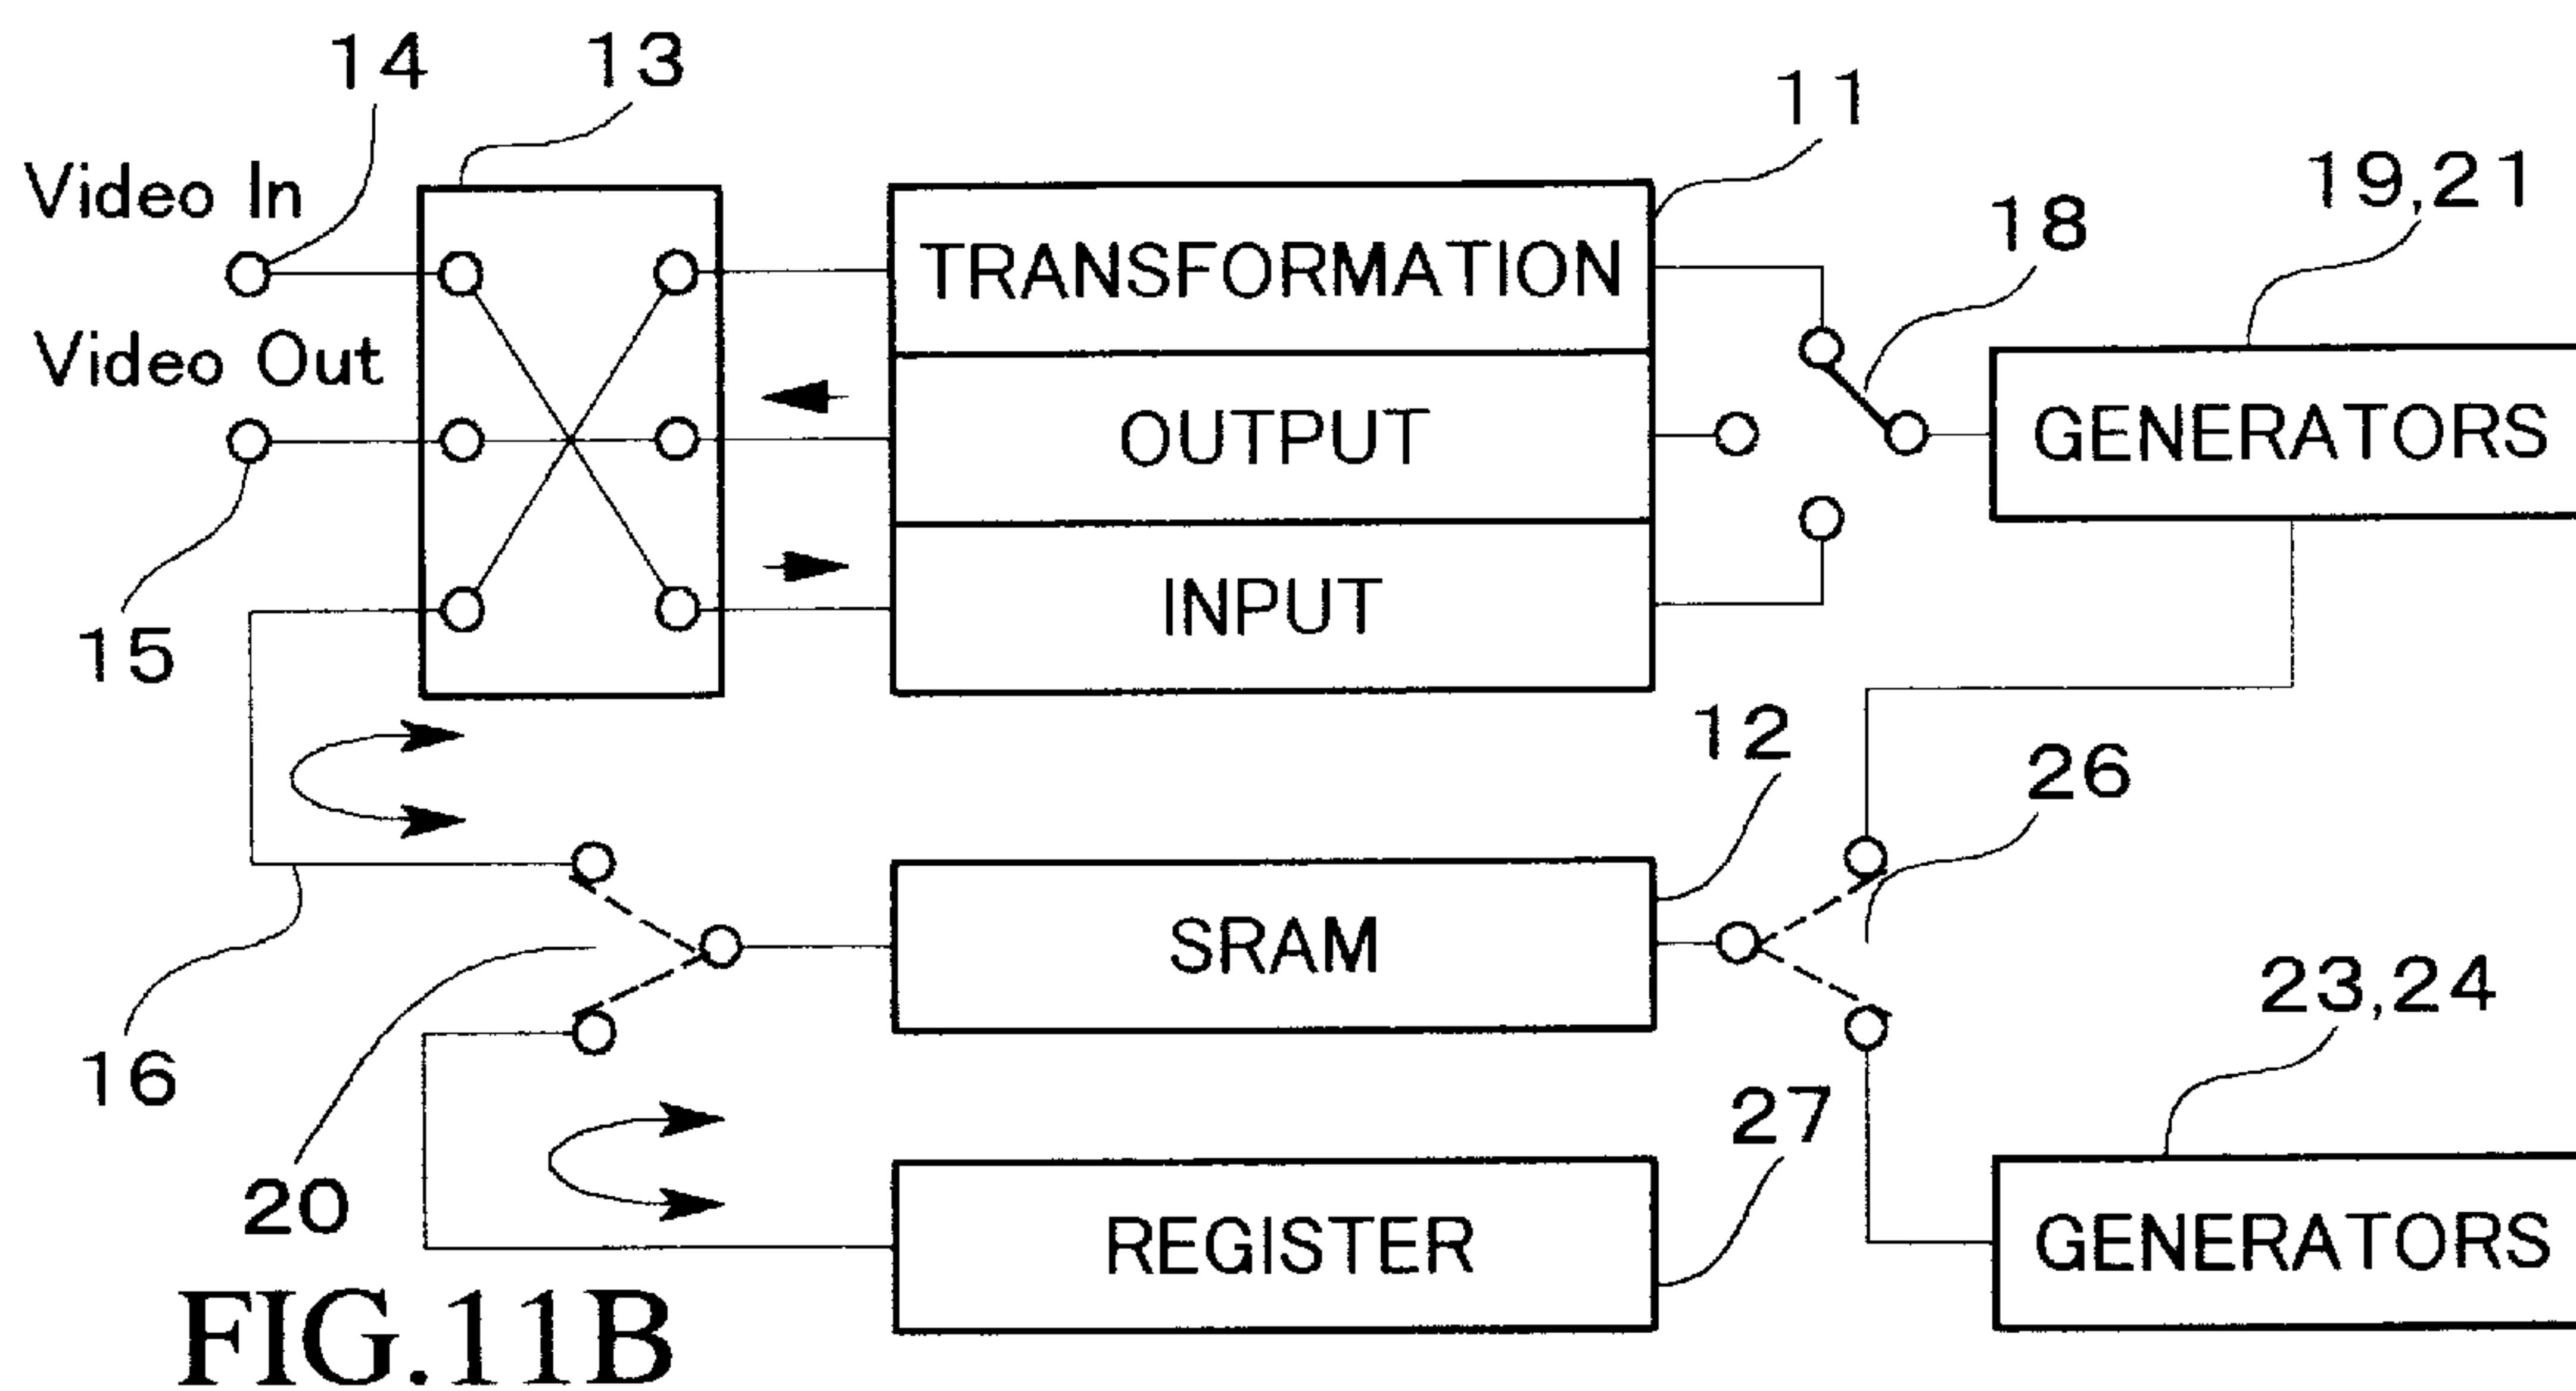 14
13
11
Video In
19,21
18
TRANSFORMATION
Video Out
OUTPUT
GENERATORS
INPUT
15
12
26
SRAM
23,24
16
27
20
REGISTER
GENERATORS
FIG.11B